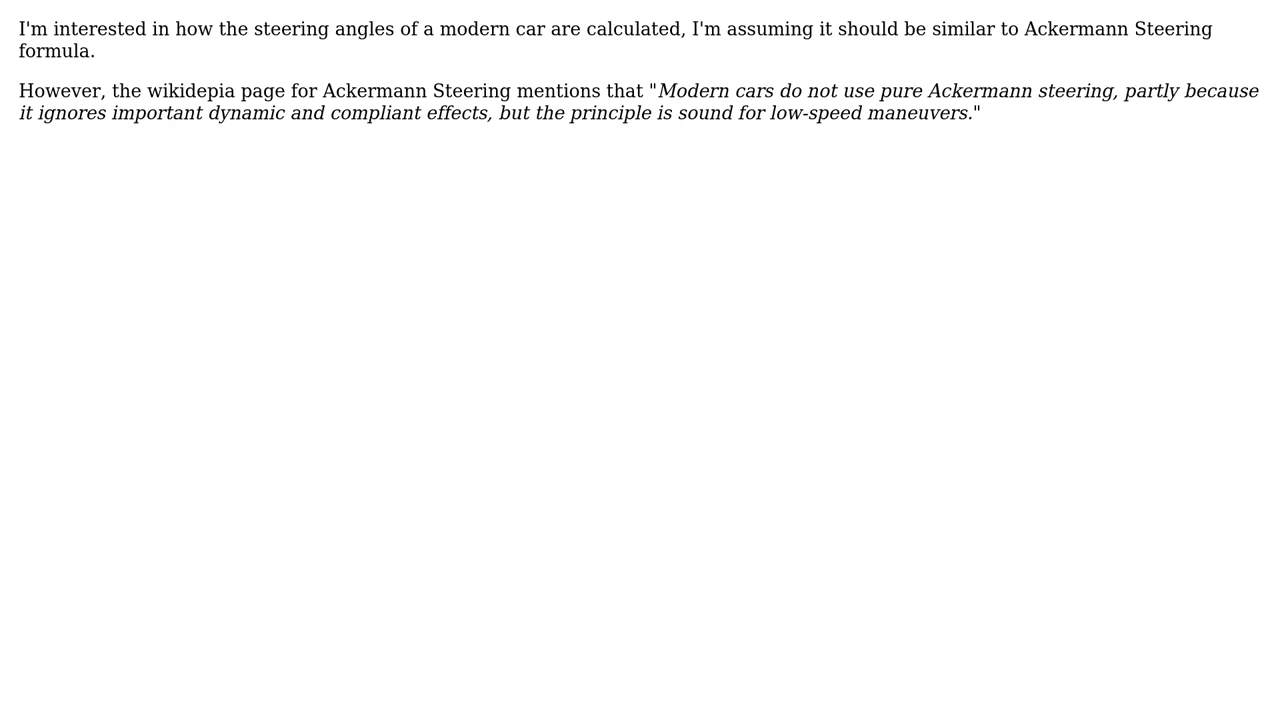 I'm interested in how the steering angles of a modern car are calculated, I'm assuming it should be similar to Ackermann Steering
formula.
However, the wikidepia page for Ackermann Steering mentions that "Modern cars do not use pure Ackermann steering, partly because
it ignores important dynamic and compliant effects, but the principle is sound for low-speed maneuvers."